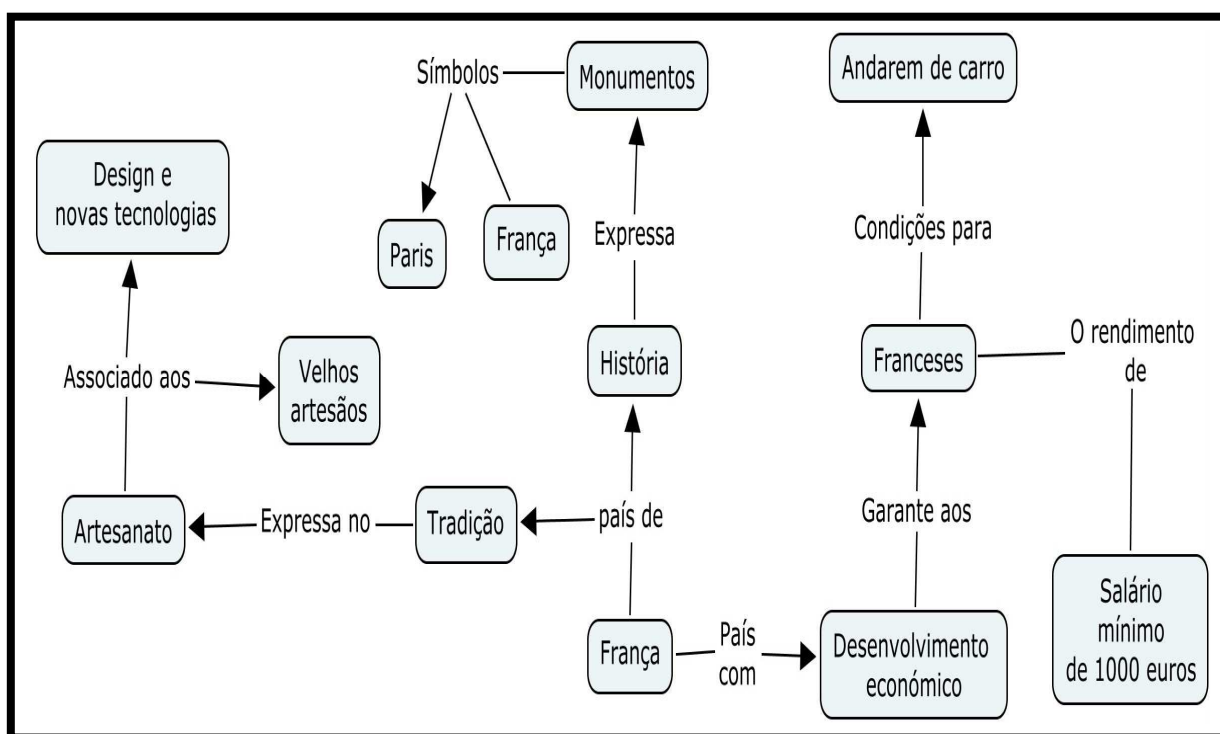 Símbolos
Monumentos
Andarem de carro
Design e
novas tecnologias
Paris
França
Expressa
Condições para
Associado aos
Velhos
artesãos
História
Franceses
O rendimento
de
Artesanato
Expressa no
Tradição
país de
Garante aos
França
País
com
Desenvolvimento
económico
Salário
mínimo
de 1000 euros